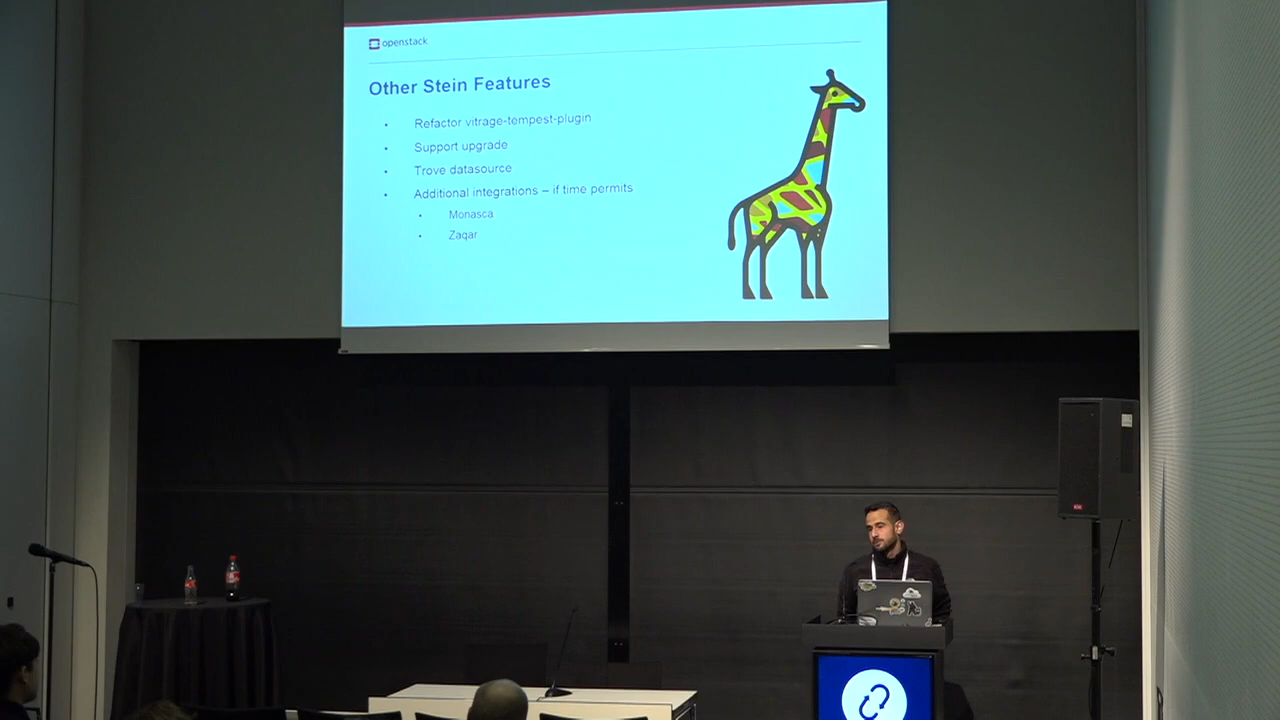 openstack
Other Stein Features
• Refactor vitrage-tempest-plugin
• Support upgrade
• Trove datasource
• Additional integrations – if time permits
• Monasca
• Zaqar